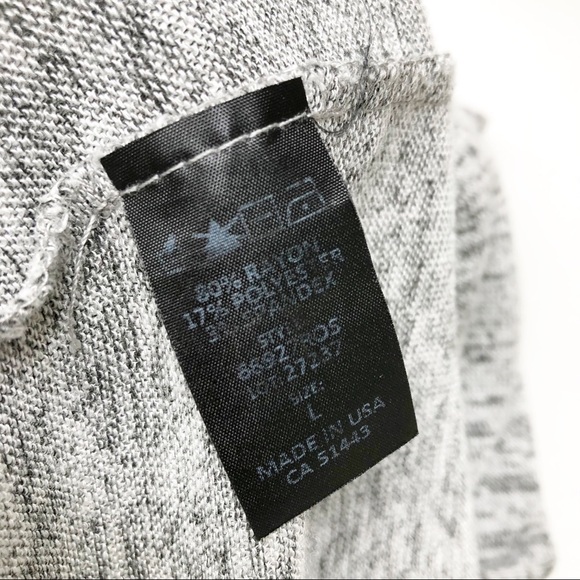 80% RAYON
17% POLYESTER
3% SPANDEX
STY:
LOT 27237
SIZE:
L
MADE IN USA
CA 51443